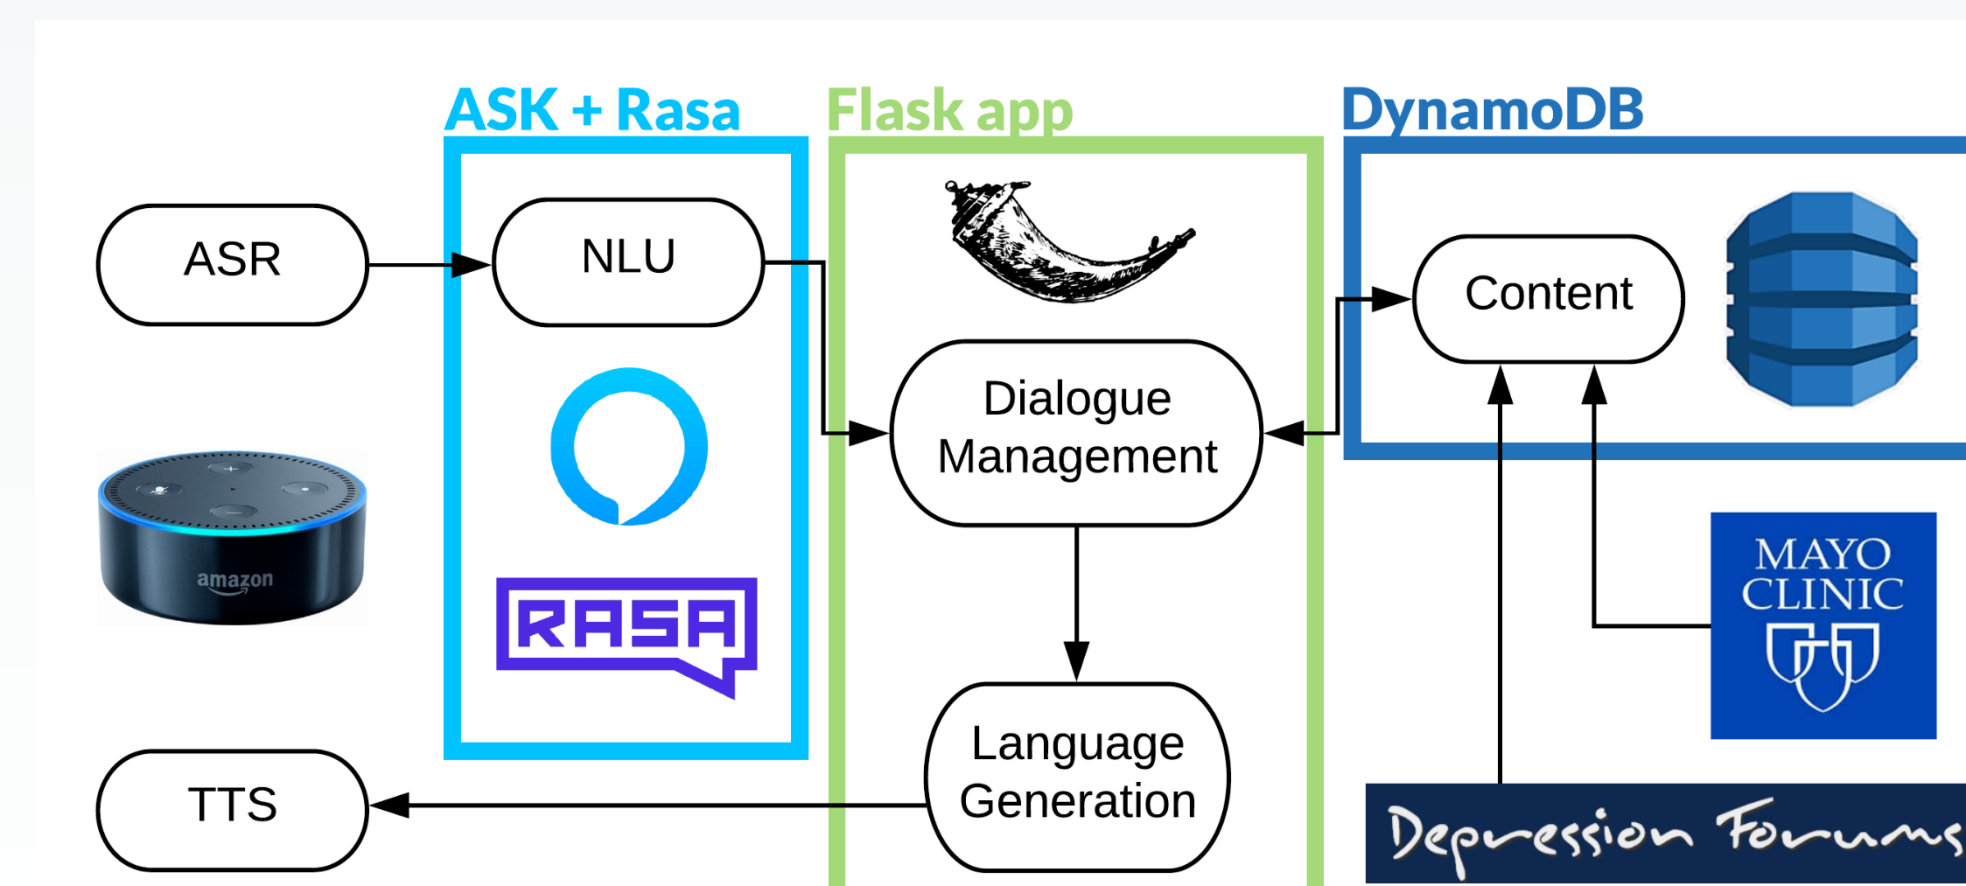 ASK + Rasa
Flask app
DynamoDB
ASR
NLU
Content
Dialogue
Management
amazon
RASA
MAYO
CLINIC
Language
Generation
TTS
Depression Forums